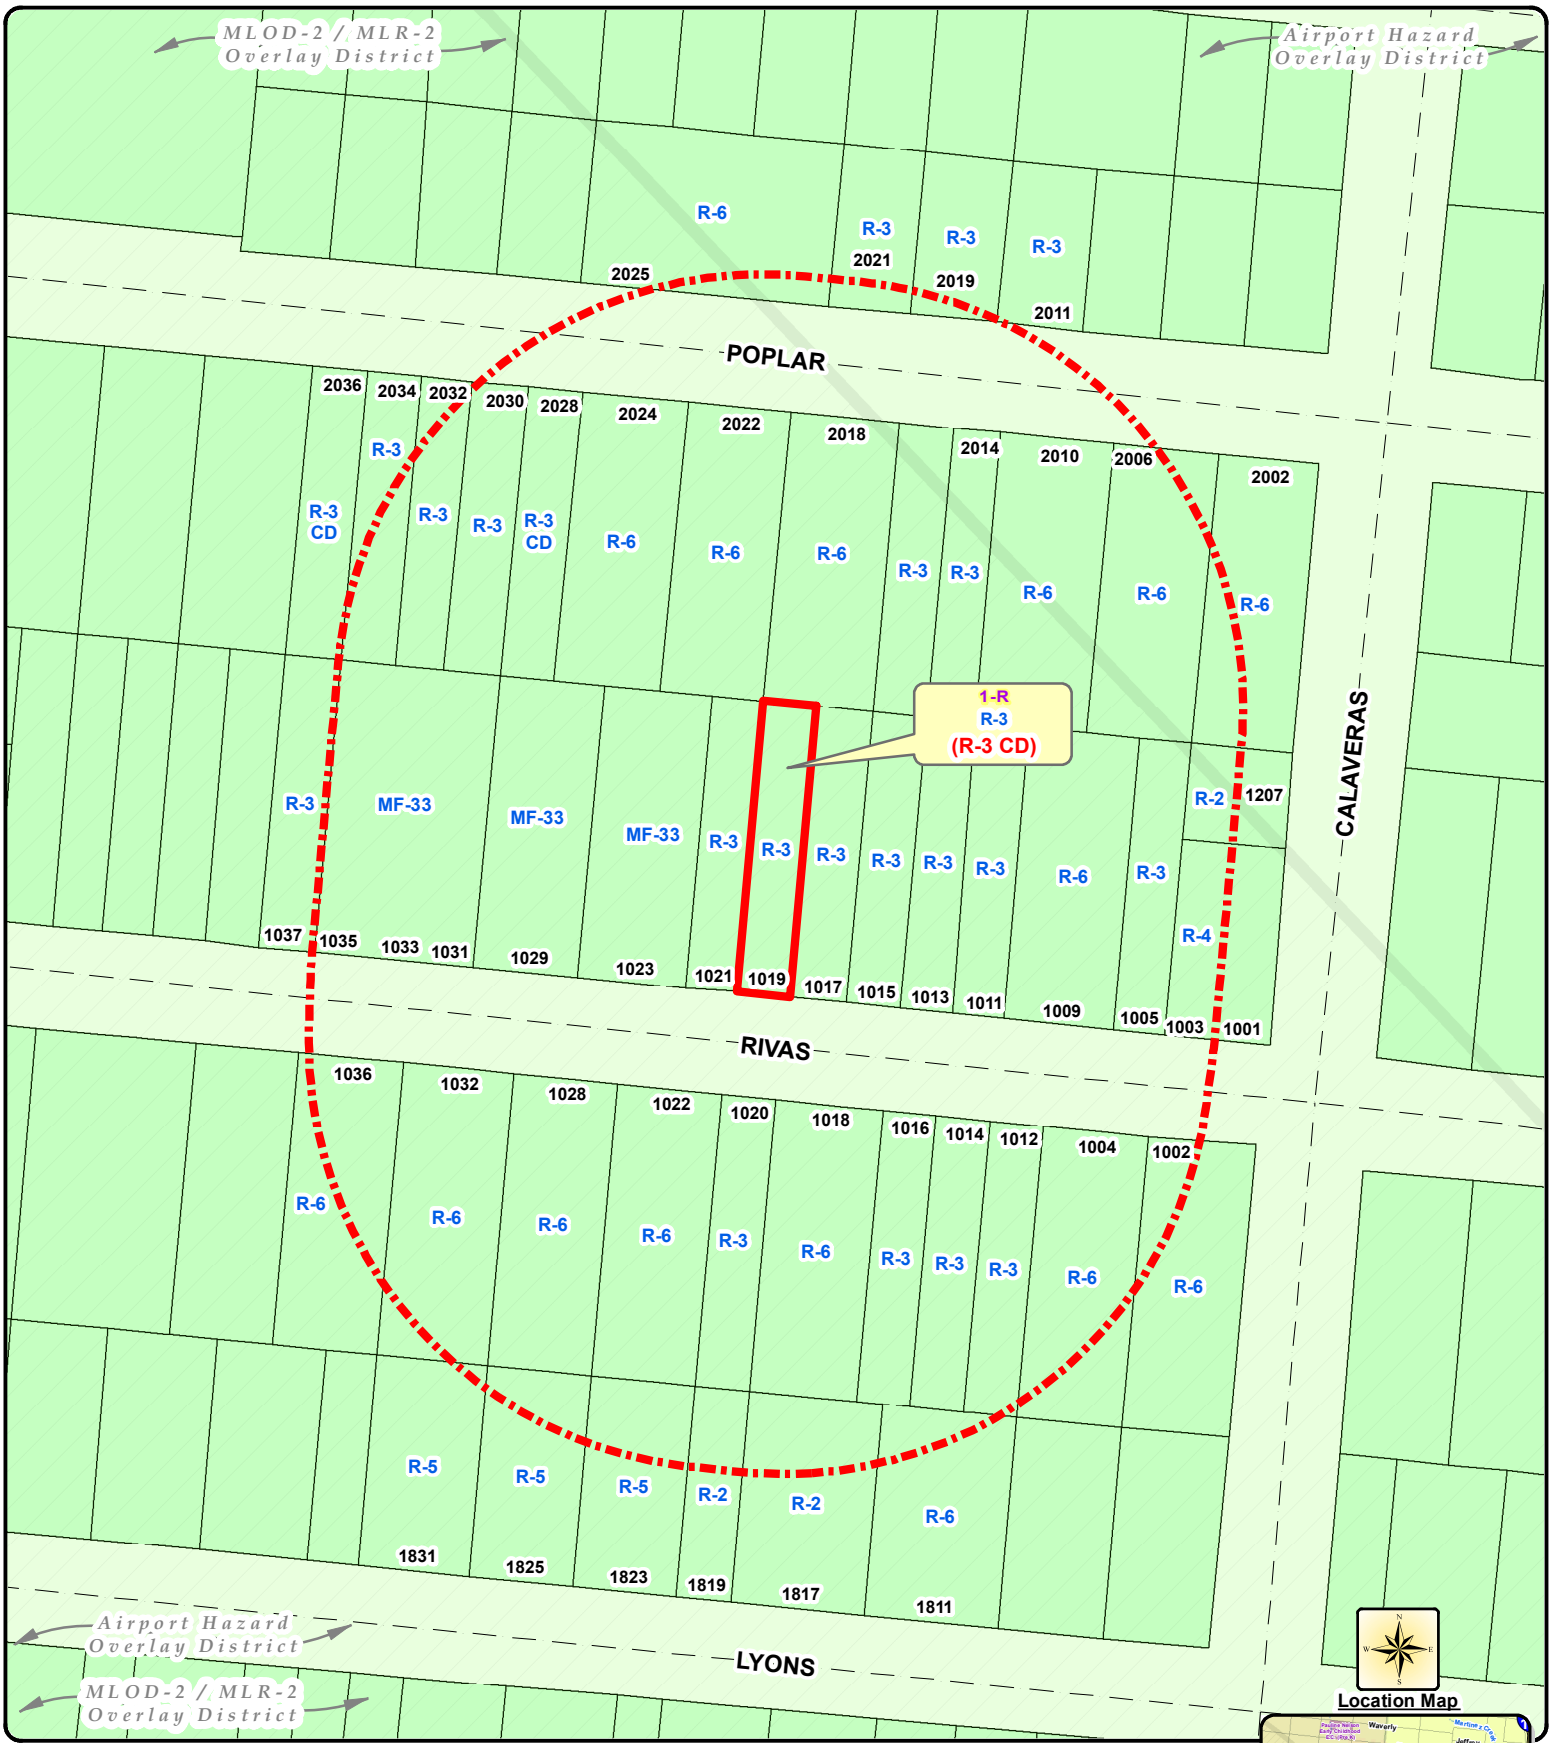 MLOD-2 / MLR-2
Overlay District
Airport Hazard
Overlay District
R-6
R-3
R-3
R-3
2025
2021
2019
2011
POPLAR
2036
2034
2032
2030
2028
2024
2022
2018
2014
2010
2006
2002
R-3
CD
R-3
R-3
R-3
R-3
CD
R-6
R-6
R-6
R-3
R-3
R-6
R-6
R-6
1-R
R-3
(R-3 CD)
CALAVERAS
R-3
MF-33
MF-33
MF-33
R-3
R-3
R-3
R-3
R-3
R-3
R-6
R-3
R-2
1207
R-4
1037
1035
1033
1031
1029
1023
1021
1019
1017
1015
1013
1011
1009
1005
1003
1001
RIVAS
1036
1032
1028
1022
1020
1018
1016
1014
1012
1004
1002
R-6
R-6
R-6
R-6
R-3
R-6
R-3
R-3
R-3
R-6
R-6
R-5
R-5
R-5
R-2
R-2
R-6
1831
1825
1823
1819
1817
1811
LYONS
Airport Hazard
Overlay District
MLOD-2 / MLR-2
Overlay District
N
W
E
S
Location Map
Pauline Nelson
Early Childhood
Waverly
Martinez Creek